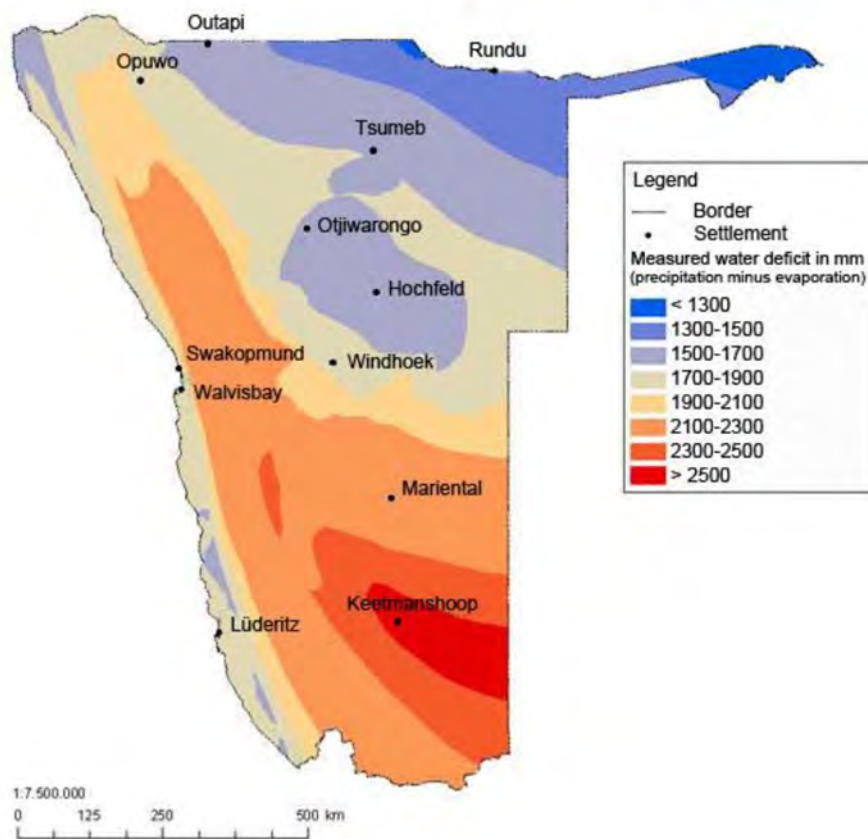 Outapi
Rundu
Opuwo
Tsumeb
Otjiwarongo
Hochfeld
Swakopmund
Windhoek
Walvisbay
Mariental
Keetmanshoop
Lüderitz
Legend
Border
Settlement
Measured water deficit in mm
(precipitation minus evaporation)
< 1300
1300-1500
1500-1700
1700-1900
1900-2100
2100-2300
2300-2500
> 2500
1:7.500.000
0 125 250 500 km